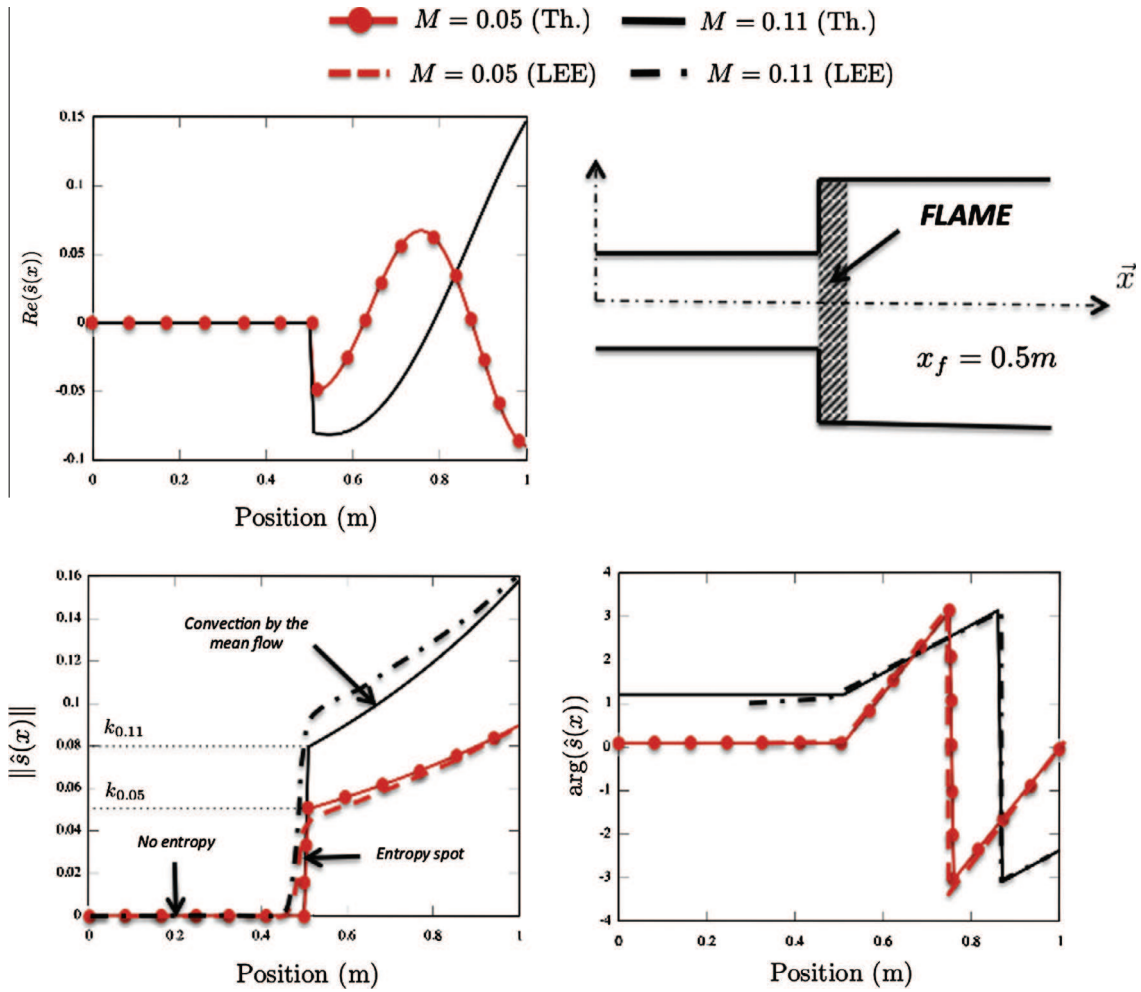 M = 0.05 (Th.)
M = 0.11 (Th.)
M = 0.05 (LEE)
M = 0.11 (LEE)
0.15
0.1
0.05
0
-0.05
-0.1
Re(ŝ(x))
0
0.2
0.4
0.6
0.8
1
Position (m)
FLAME
x⃗
x_f = 0.5m
0.16
0.14
0.12
0.1
0.08
0.06
0.04
0.02
0
‖ŝ(x)‖
Convection by the
mean flow
k_{0.11}
k_{0.05}
No entropy
Entropy spot
0
0.2
0.4
0.6
0.8
1
Position (m)
4
3
2
1
0
-1
-2
-3
-4
arg(ŝ(x))
0
0.2
0.4
0.6
0.8
1
Position (m)